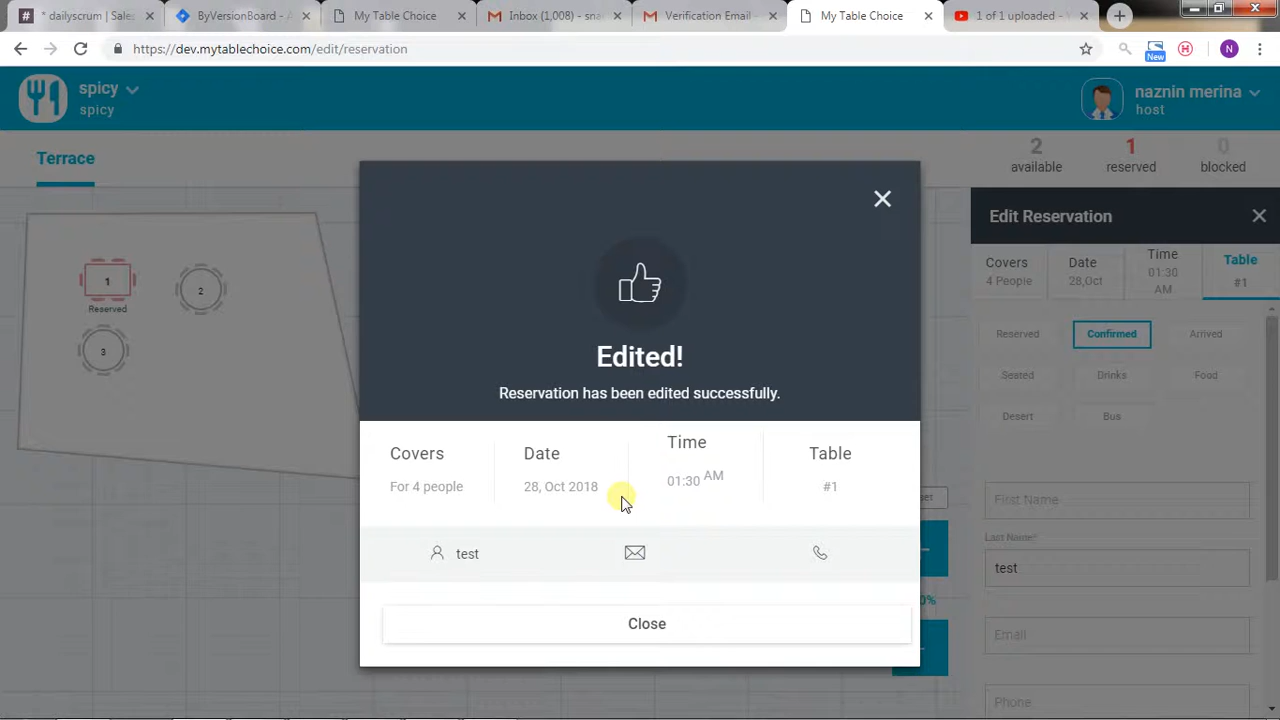 * dailyscrum | Sales
ByVersionBoard - A
My Table Choice
Inbox (1,008) - sna
Verification Email -
My Table Choice
1 of 1 uploaded - Y
https://dev.mytablechoice.com/edit/reservation
New
N
spicy
spicy
naznin merina
host
Terrace
2
available
1
reserved
0
blocked
1
Reserved
2
3
Edit Reservation
Covers
4 People
Date
28,Oct
Time
01:30
AM
Table
#1
Reserved
Confirmed
Arrived
Seated
Drinks
Food
Desert
Bus
First Name
Last Name*
test
Email
Phone
0%
Edited!
Reservation has been edited successfully.
Covers
For 4 people
Date
28, Oct 2018
Time
01:30 AM
Table
#1
test
Close